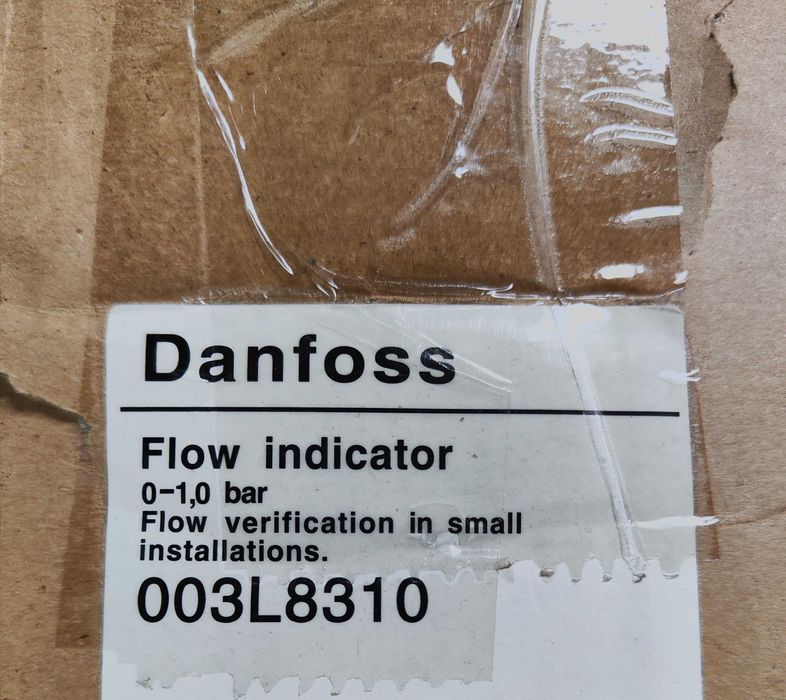 Danfoss
Flow indicator
0-1,0 bar
Flow verification in small
installations.
003L8310